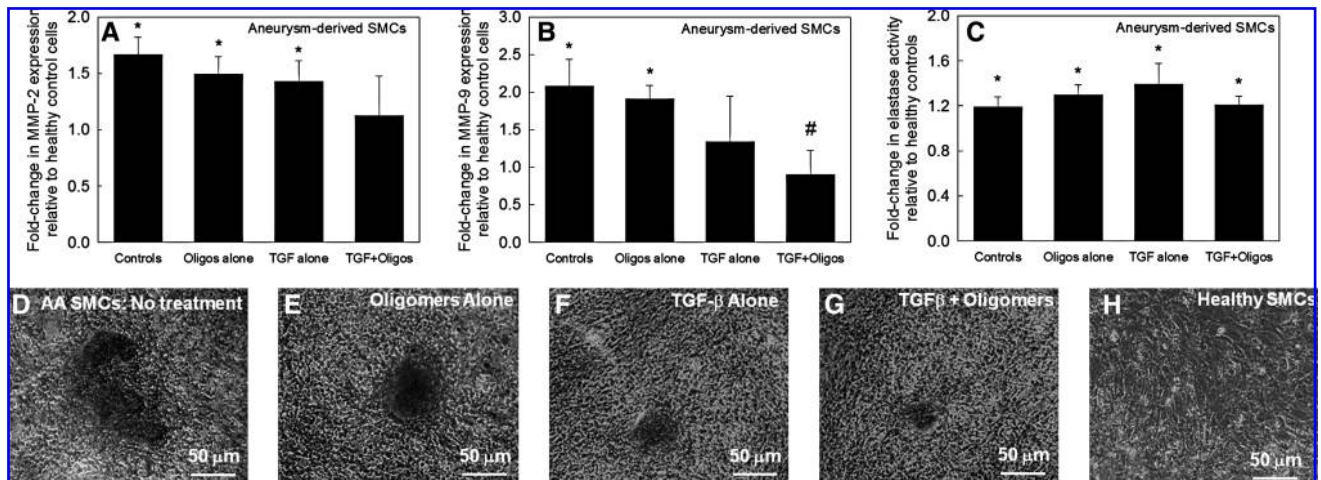 A
Aneurysm-derived SMCs
Fold-change in MMP-2 expression
relative to healthy control cells
2.0
1.5
1.0
0.5
0.0
*
*
*
Controls
Oligos alone
TGF alone
TGF+Oligos
B
Aneurysm-derived SMCs
Fold-change in MMP-9 expression
relative to healthy control cells
3.0
2.5
2.0
1.5
1.0
0.5
0.0
*
*
#
Controls
Oligos alone
TGF alone
TGF+Oligos
C
Aneurysm-derived SMCs
Fold-change in elastase activity
relative to healthy controls
2.0
1.6
1.2
0.8
0.4
0.0
*
*
*
*
Controls
Oligos alone
TGF alone
TGF+Oligos
D
AA SMCs: No treatment
50 μm
E
Oligomers Alone
50 μm
F
TGF-β Alone
50 μm
G
TGFβ + Oligomers
50 μm
H
Healthy SMCs
50 μm